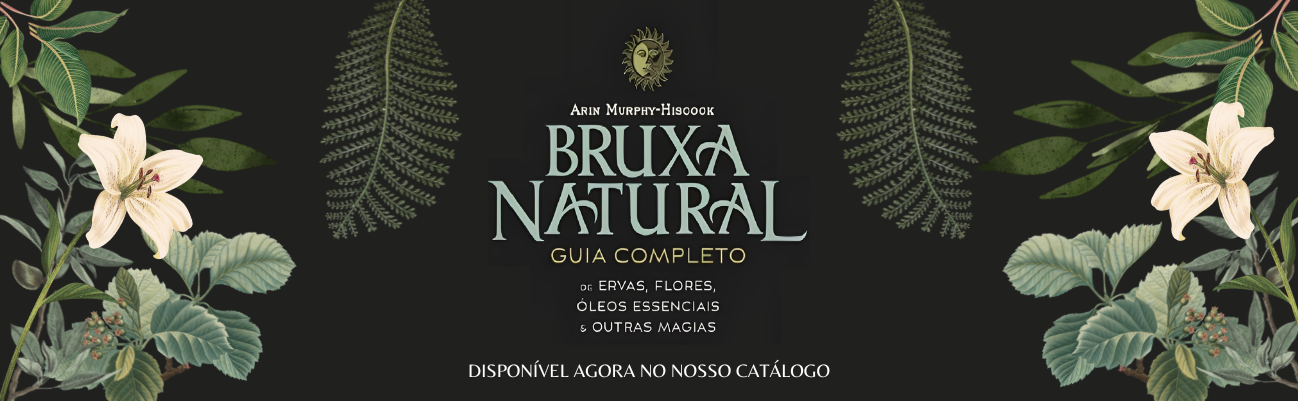 Arin Murphy-Hiscock
BRUXA
NATURAL
GUIA COMPLETO
DE ERVAS, FLORES,
ÓLEOS ESSENCIAIS
& OUTRAS MAGIAS
DISPONÍVEL AGORA NO NOSSO CATÁLOGO